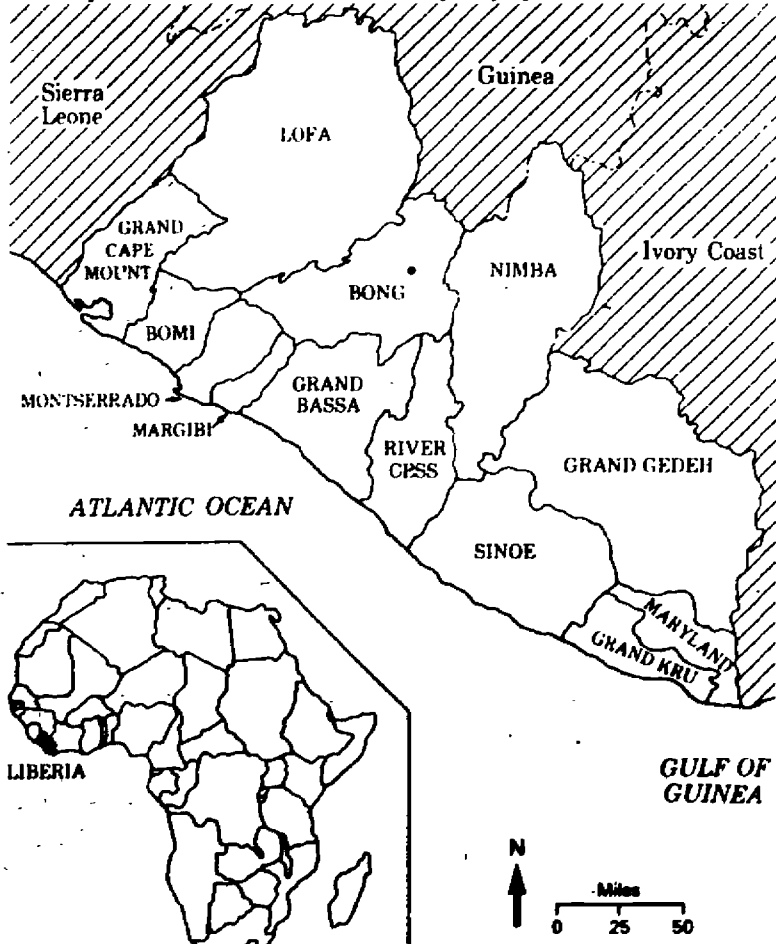 Sierra
Leone
Guinea
LOFA
GRAND
CAPE
MOUNT
NIMBA
Ivory Coast
BONG
BOMI
GRAND
BASSA
MONTSERRADO
MARGIBI
RIVER
CESS
GRAND GEDEH
ATLANTIC OCEAN
SINOE
MARYLAND
GRAND KRU
LIBERIA
GULF OF
GUINEA
N
Miles
0 25 50